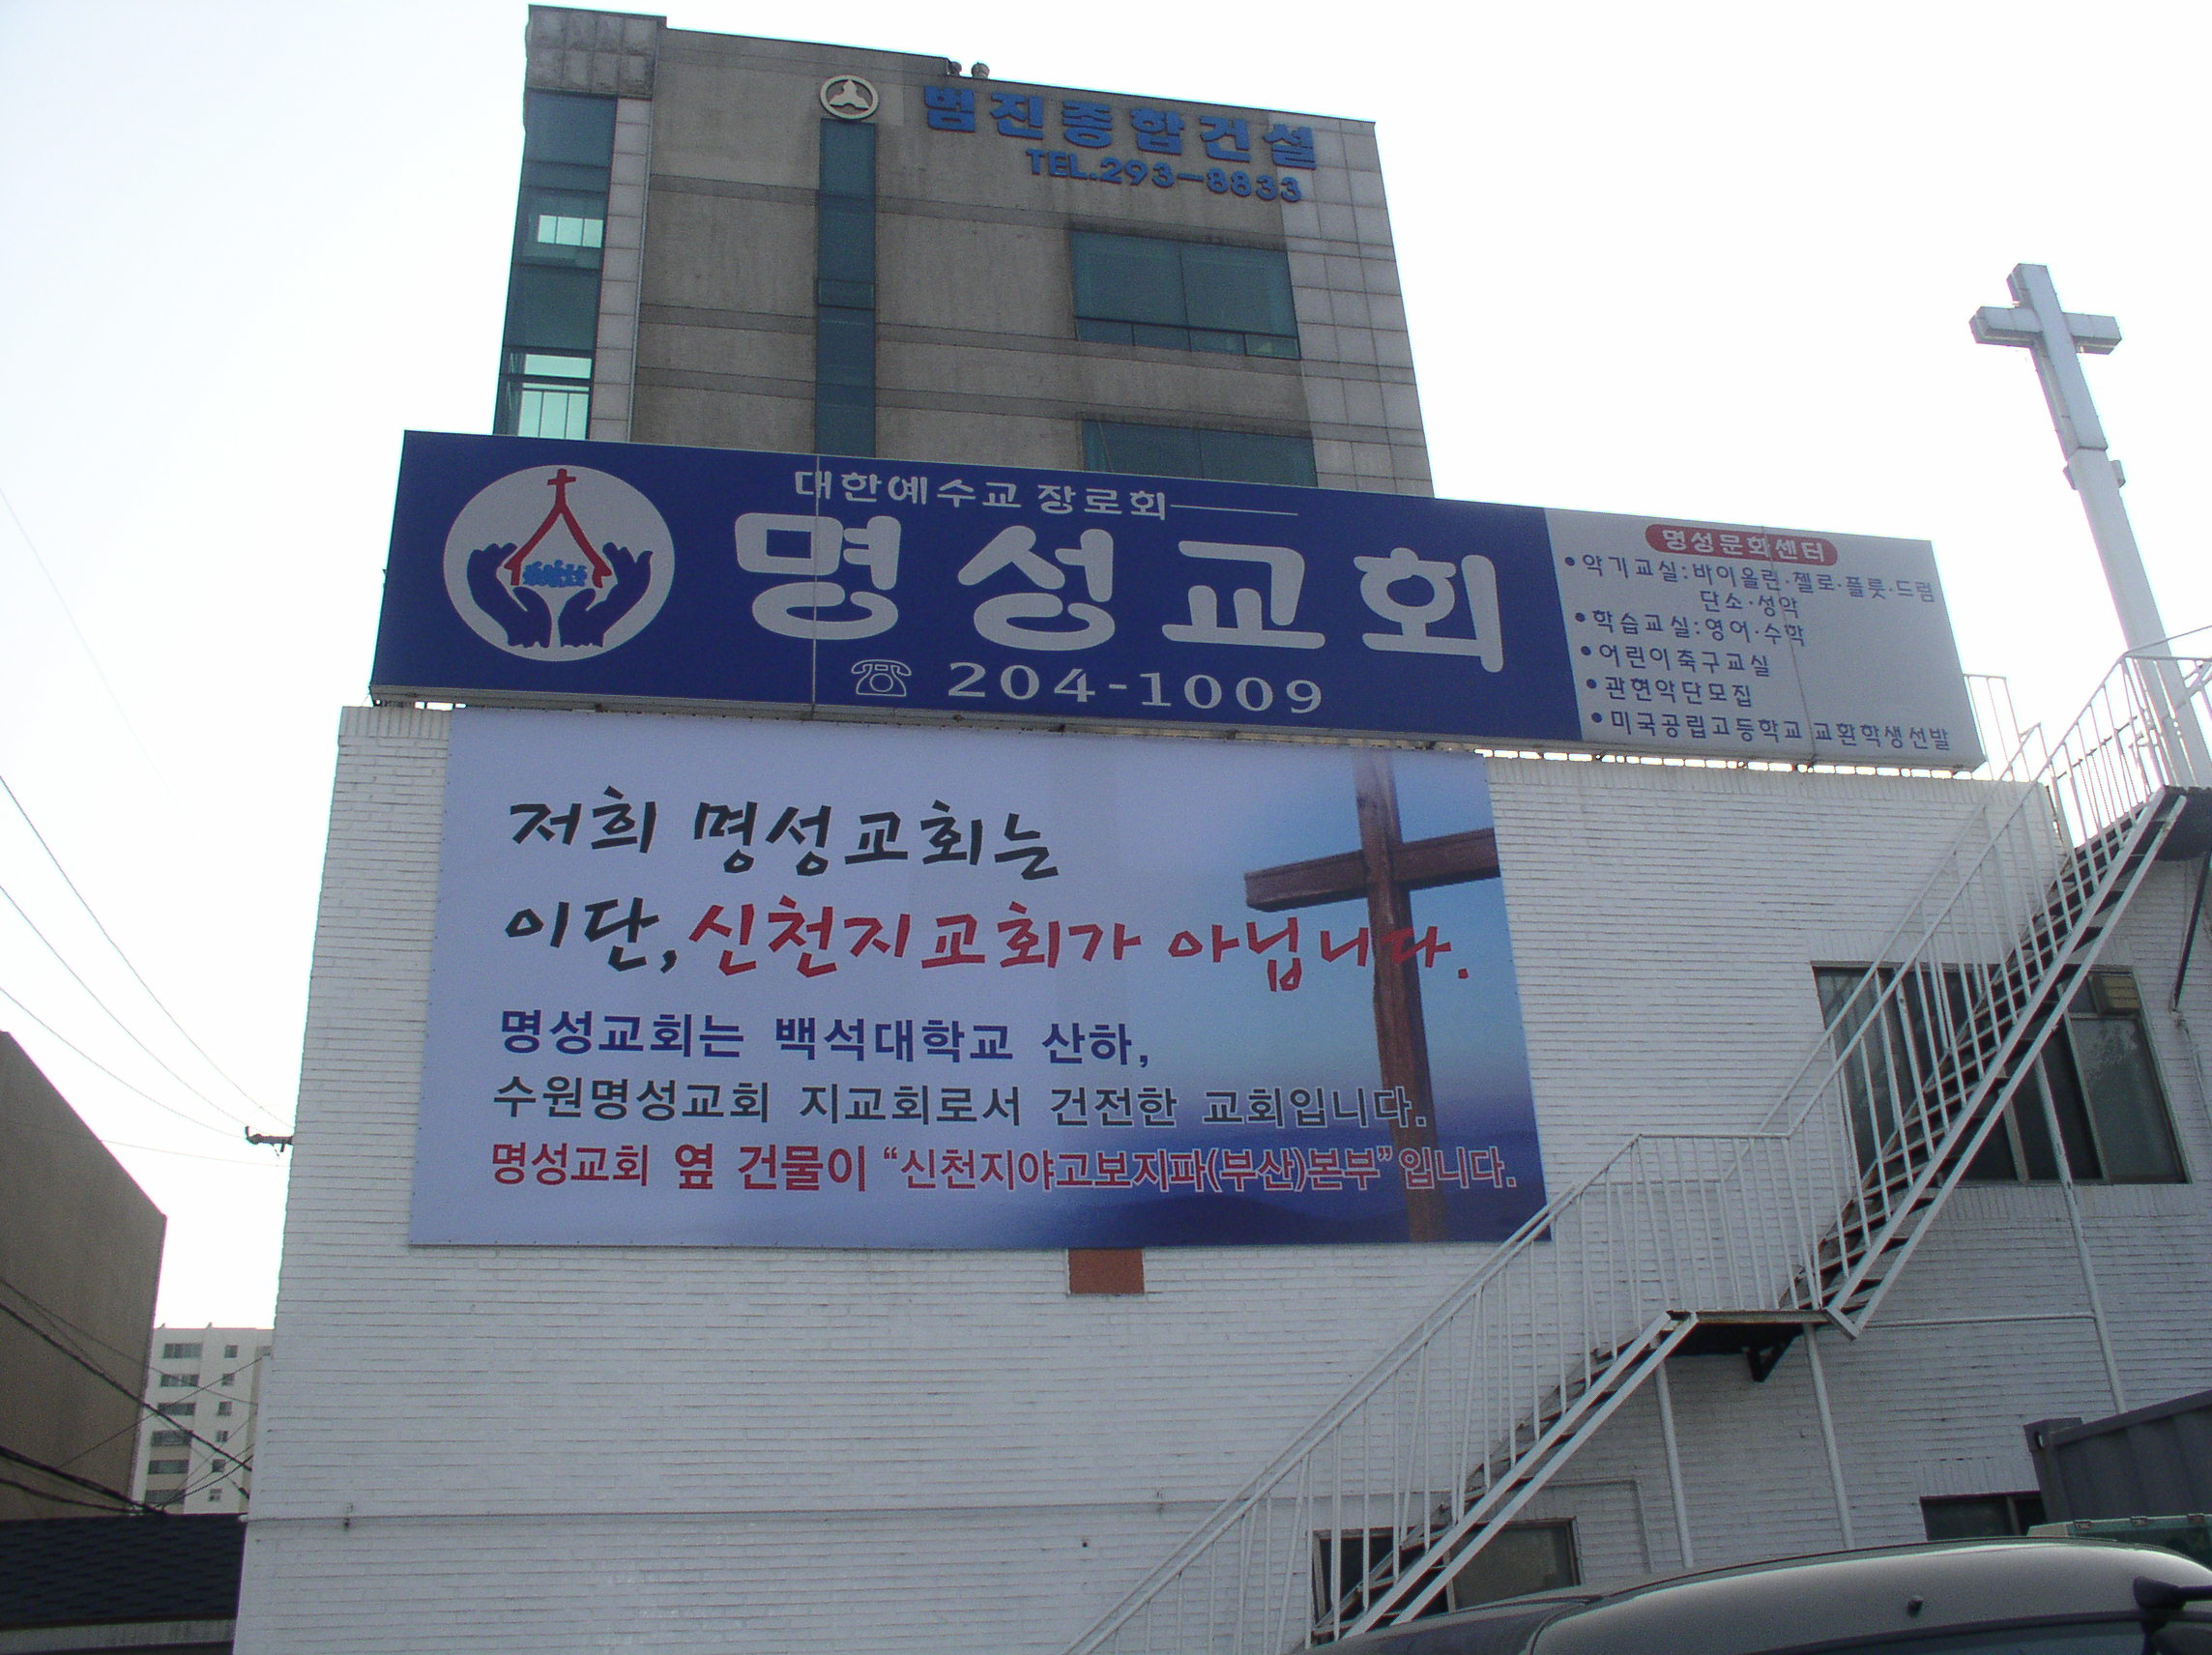 범진종합건설
TEL.293-8833
대한예수교 장로회
명성교회
204-1009
명성문화센터
•악기교실:바이올린·첼로·플룻·드럼
단소·성악
•학습교실:영어·수학
•어린이축구교실
•관현악단모집
•미국공립고등학교 교환학생선발
저희 명성교회는
이단, 신천지교회가 아닙니다.
명성교회는 백석대학교 산하,
수원명성교회 지교회로서 건전한 교회입니다.
명성교회 옆 건물이 “신천지야고보지파(부산)본부”입니다.